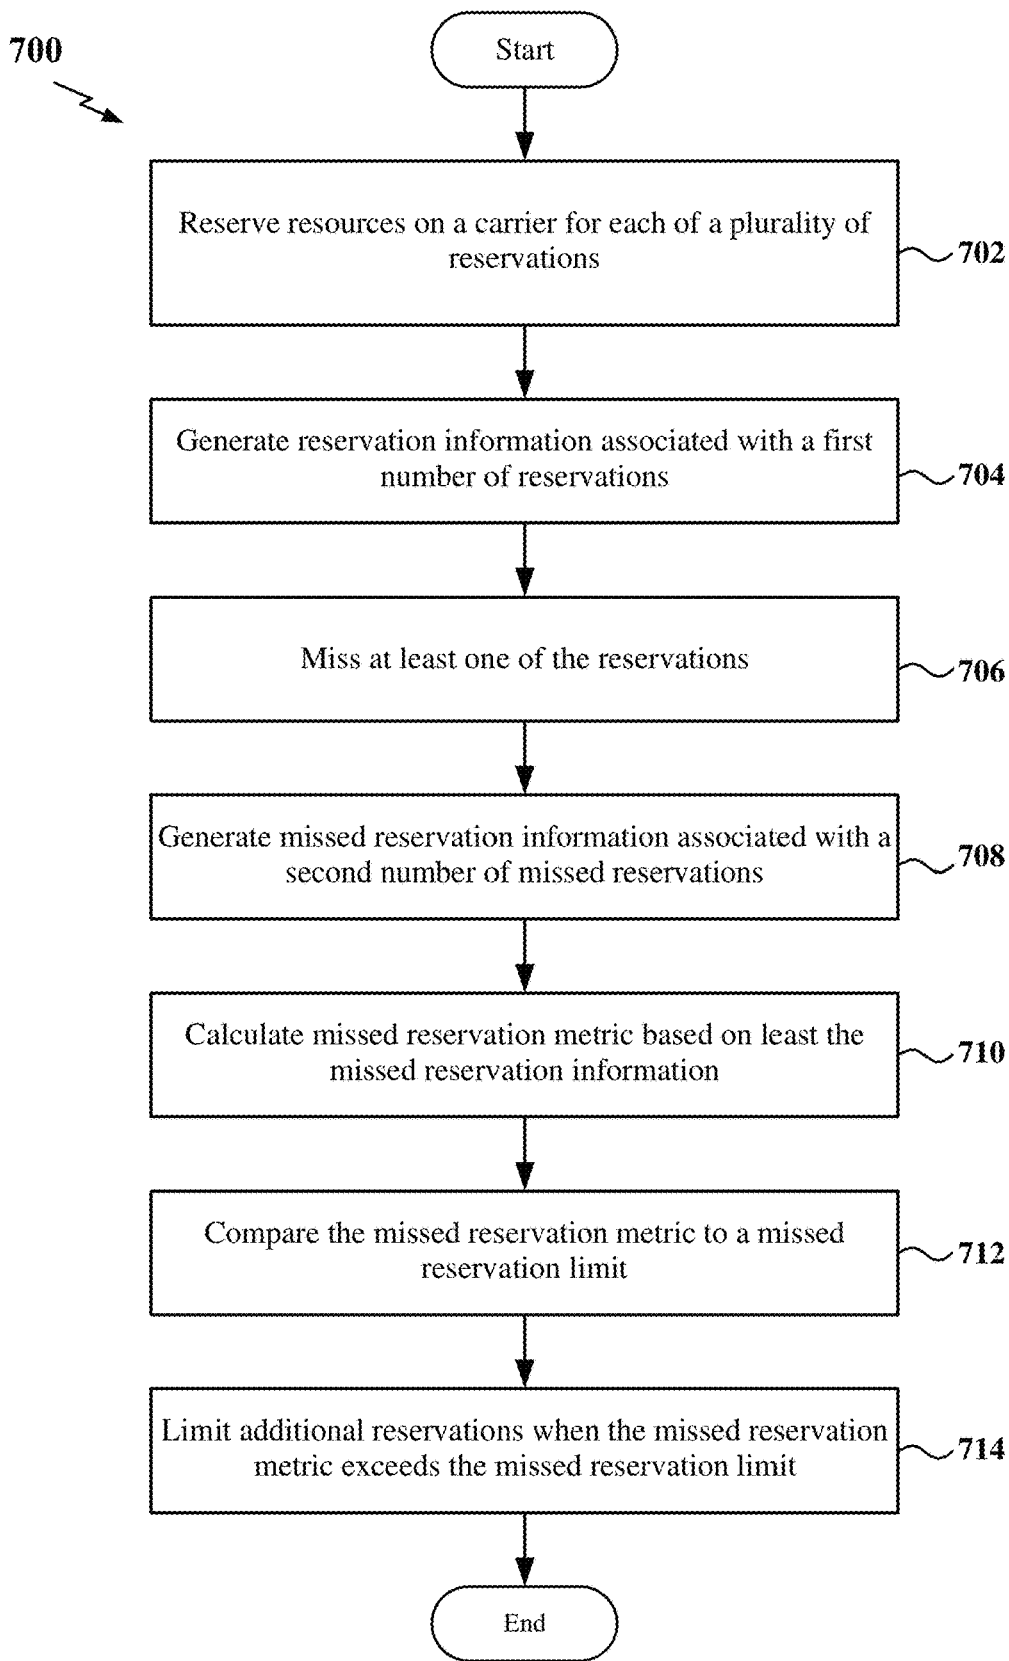 700
Start
Reserve resources on a carrier for each of a plurality of
reservations
702
Generate reservation information associated with a first
number of reservations
704
Miss at least one of the reservations
706
Generate missed reservation information associated with a
second number of missed reservations
708
Calculate missed reservation metric based on least the
missed reservation information
710
Compare the missed reservation metric to a missed
reservation limit
712
Limit additional reservations when the missed reservation
metric exceeds the missed reservation limit
714
End